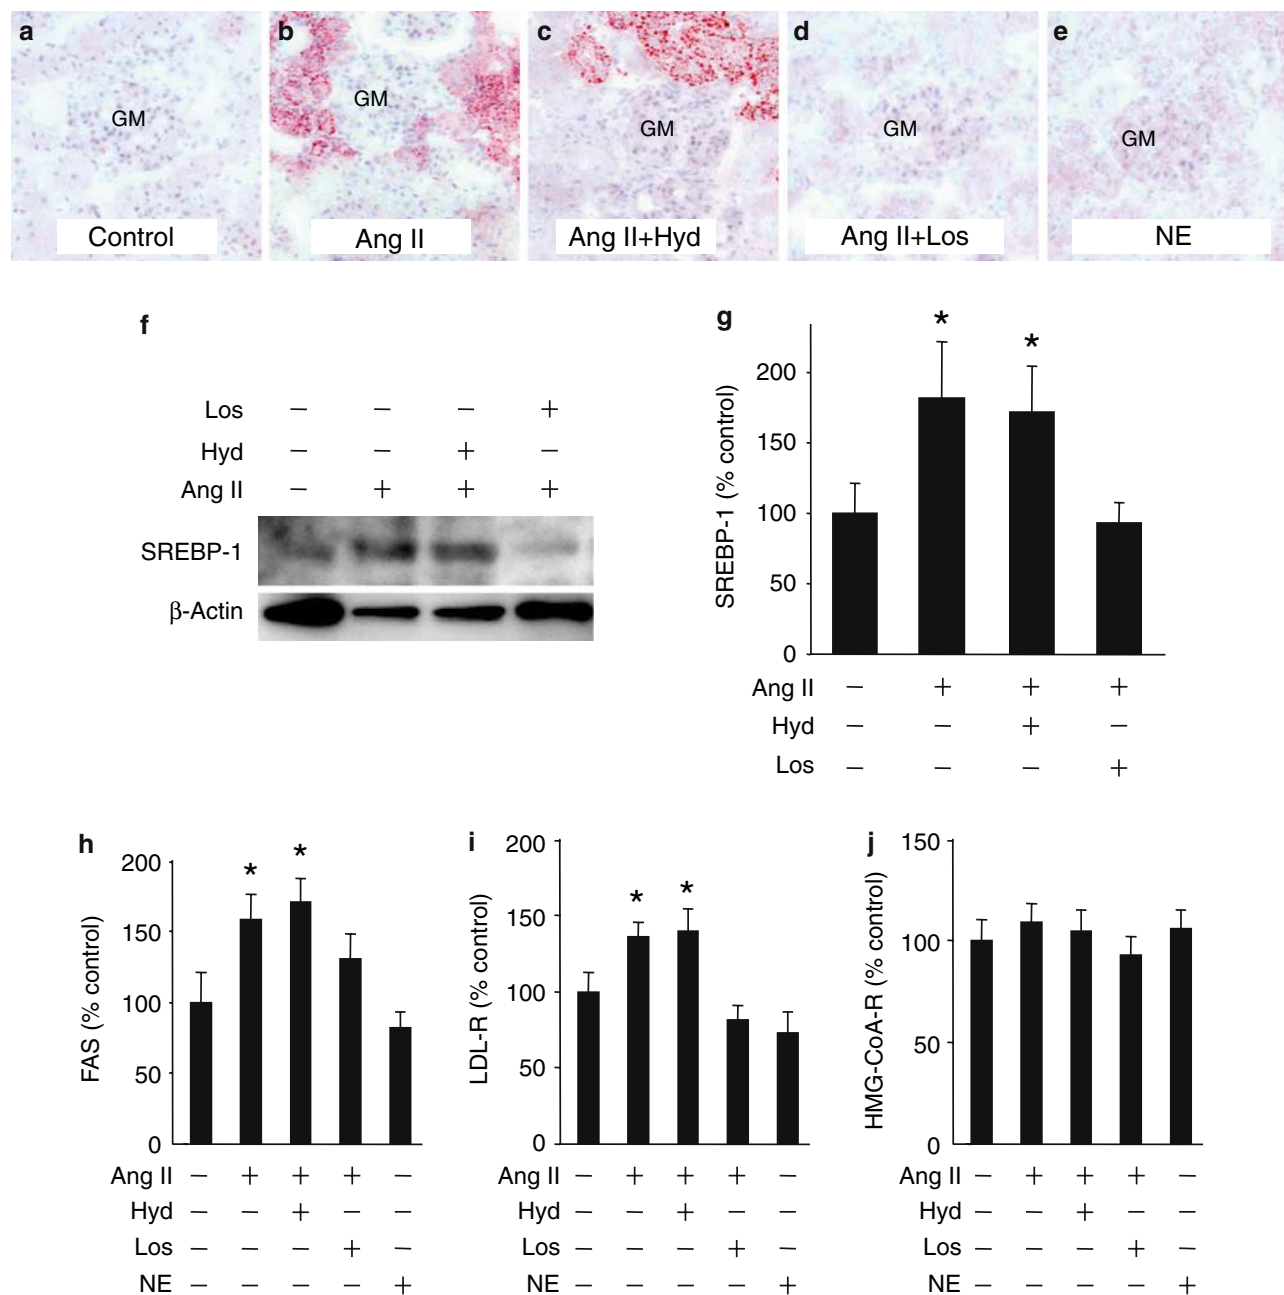 a b c d e
GM GM GM GM GM
Control Ang II Ang II+Hyd Ang II+Los NE
f
Los – – – +
Hyd – – + –
Ang II – + + +
SREBP-1
β-Actin
g
SREBP-1 (% control)
200
150
100
50
0
* *
Ang II – + + +
Hyd – – + –
Los – – – +
h
FAS (% control)
200
150
100
50
0
* *
Ang II – + + + –
Hyd – – + – –
Los – – – + –
NE – – – – +
i
LDL-R (% control)
200
150
100
50
0
* *
Ang II – + + + –
Hyd – – + – –
Los – – – + –
NE – – – – +
j
HMG-CoA-R (% control)
150
100
50
0
Ang II – + + + –
Hyd – – + – –
Los – – – + –
NE – – – – +